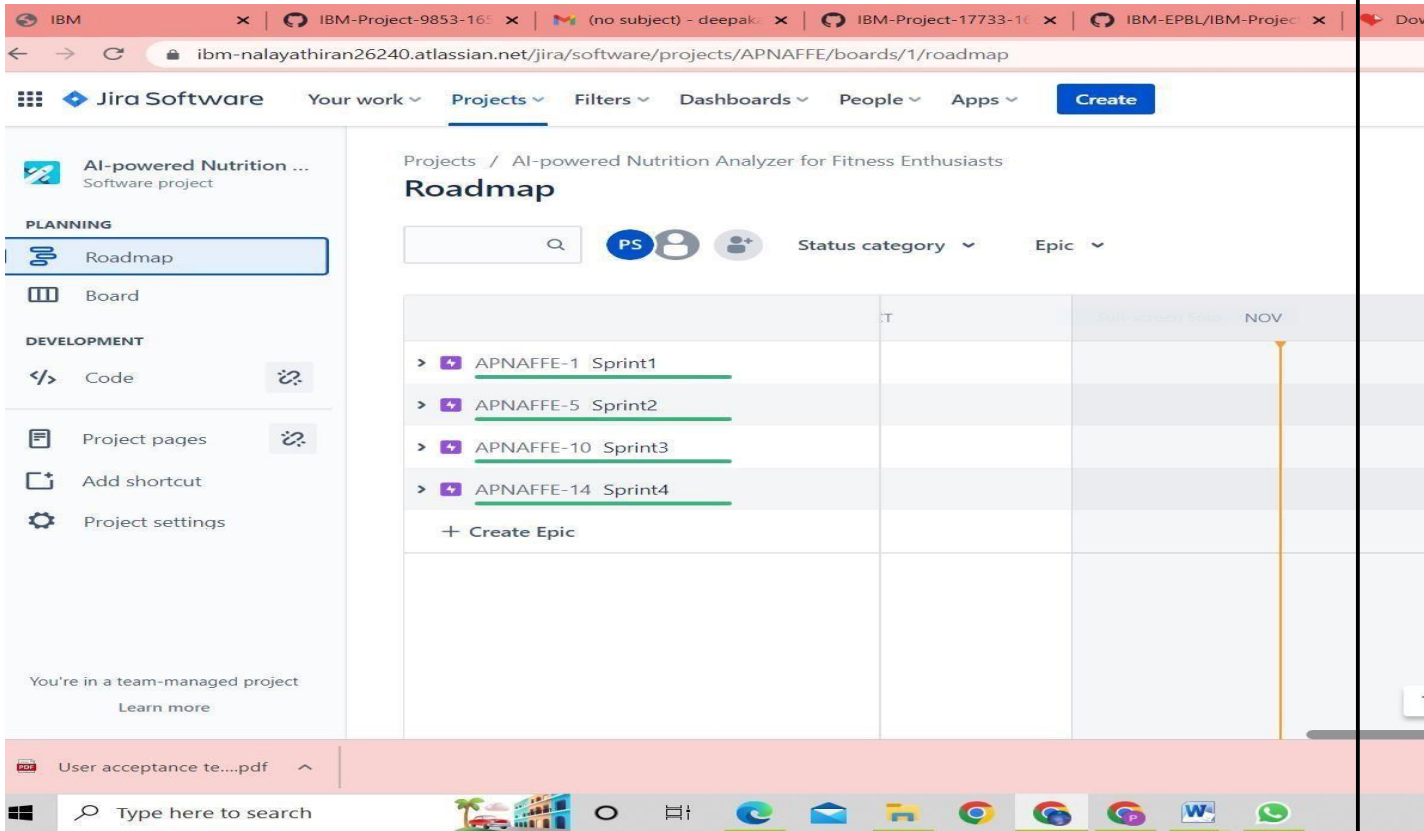 IBM
IBM-Project-9853-165
(no subject) - deepaka
IBM-Project-17733-16
IBM-EPBL/IBM-Projec
Dow
ibm-nalayathiran26240.atlassian.net/jira/software/projects/APNAFFE/boards/1/roadmap
Jira Software Your work Projects Filters Dashboards People Apps Create
AI-powered Nutrition ...
Software project
PLANNING
Roadmap
Board
DEVELOPMENT
Code
Project pages
Add shortcut
Project settings
You're in a team-managed project
Learn more
Projects / AI-powered Nutrition Analyzer for Fitness Enthusiasts
Roadmap
PS Status category Epic
NOV
APNAFFE-1 Sprint1
APNAFFE-5 Sprint2
APNAFFE-10 Sprint3
APNAFFE-14 Sprint4
+ Create Epic
PDF User acceptance te....pdf
Type here to search